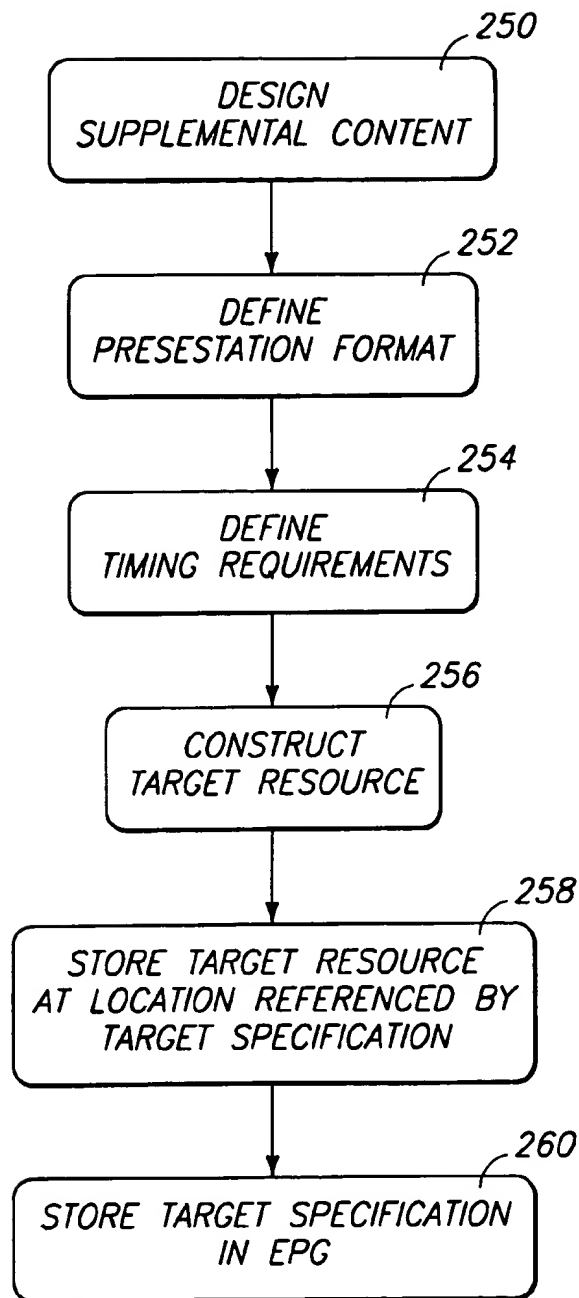 250
DESIGN
SUPPLEMENTAL CONTENT
252
DEFINE
PRESESTATION FORMAT
254
DEFINE
TIMING REQUIREMENTS
256
CONSTRUCT
TARGET RESOURCE
258
STORE TARGET RESOURCE
AT LOCATION REFERENCED BY
TARGET SPECIFICATION
260
STORE TARGET SPECIFICATION
IN EPG